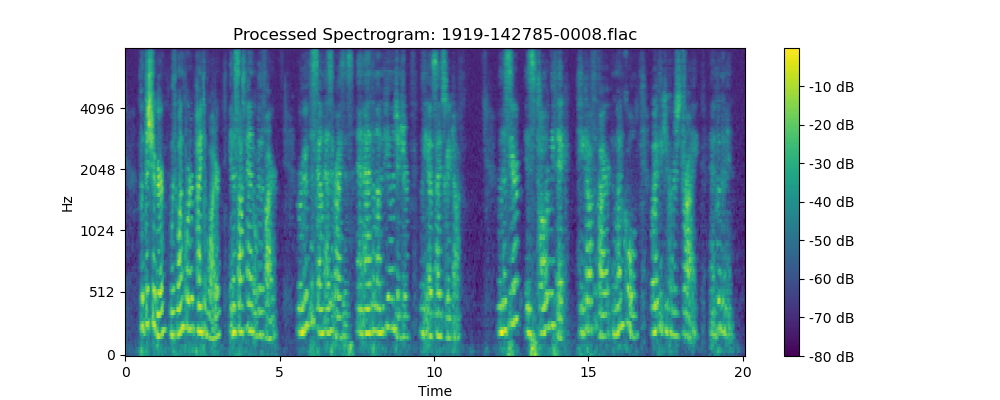 Processed Spectrogram: 1919-142785-0008.flac
4096
2048
1024
512
0
Hz
0 5 10 15 20
Time
-10 dB
-20 dB
-30 dB
-40 dB
-50 dB
-60 dB
-70 dB
-80 dB